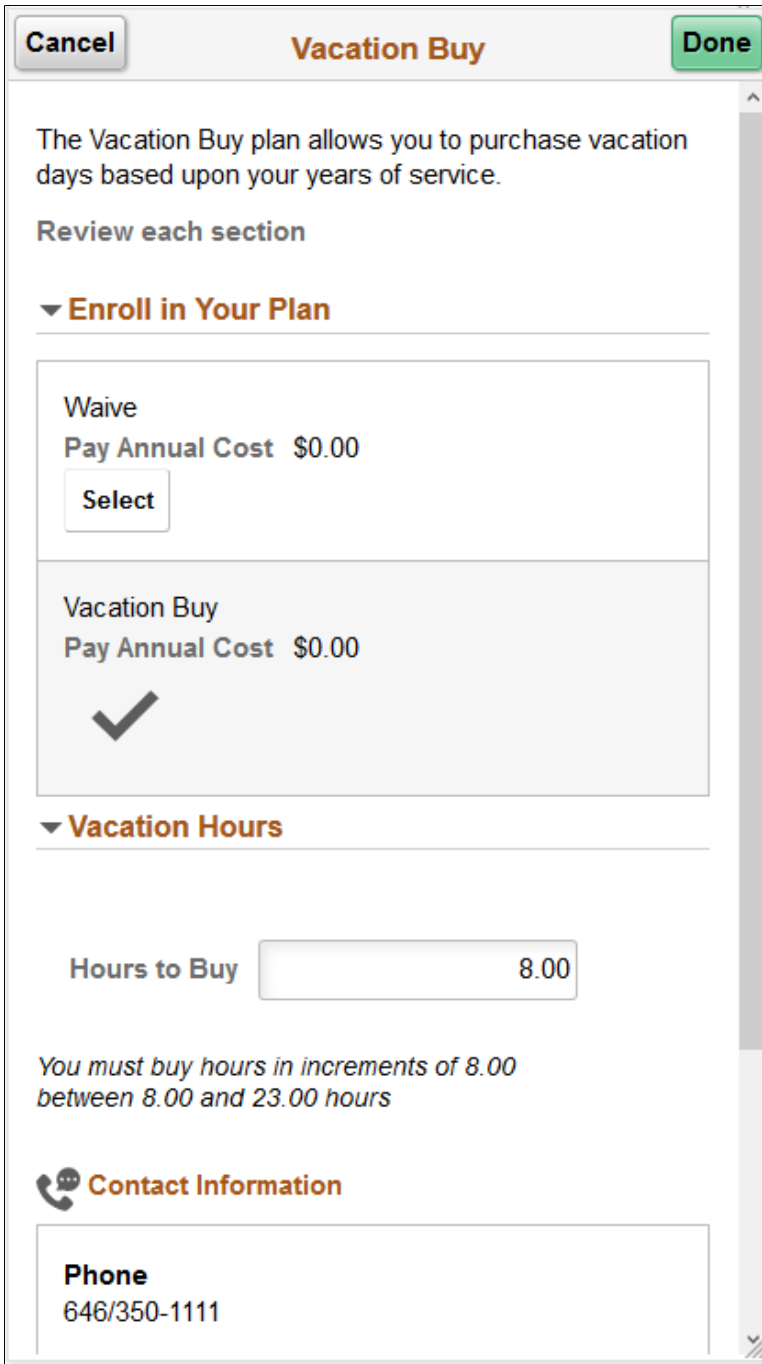 Cancel
Vacation Buy
Done
The Vacation Buy plan allows you to purchase vacation
days based upon your years of service.
Review each section
Enroll in Your Plan
Waive
Pay Annual Cost $0.00
Select
Vacation Buy
Pay Annual Cost $0.00
Vacation Hours
Hours to Buy 8.00
You must buy hours in increments of 8.00
between 8.00 and 23.00 hours
Contact Information
Phone
646/350-1111